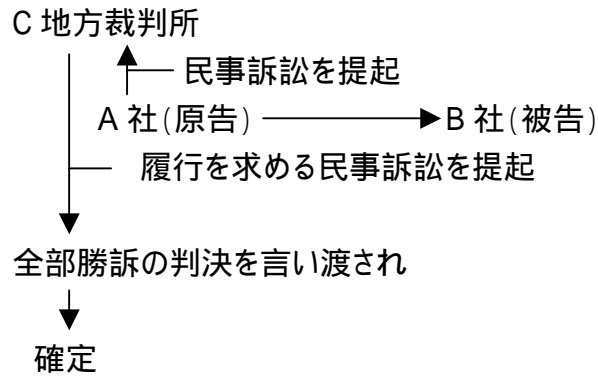 C 地方裁判所
民事訴訟を提起
A 社(原告) B 社(被告)
履行を求める民事訴訟を提起
全部勝訴の判決を言い渡され
確定